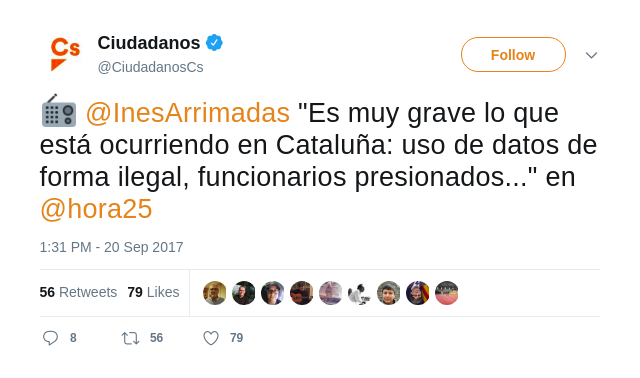 Cs
Ciudadanos
@CiudadanosCs
Follow
@InesArrimadas "Es muy grave lo que
está ocurriendo en Cataluña: uso de datos de
forma ilegal, funcionarios presionados..." en
@hora25
1:31 PM - 20 Sep 2017
56 Retweets 79 Likes
8 56 79